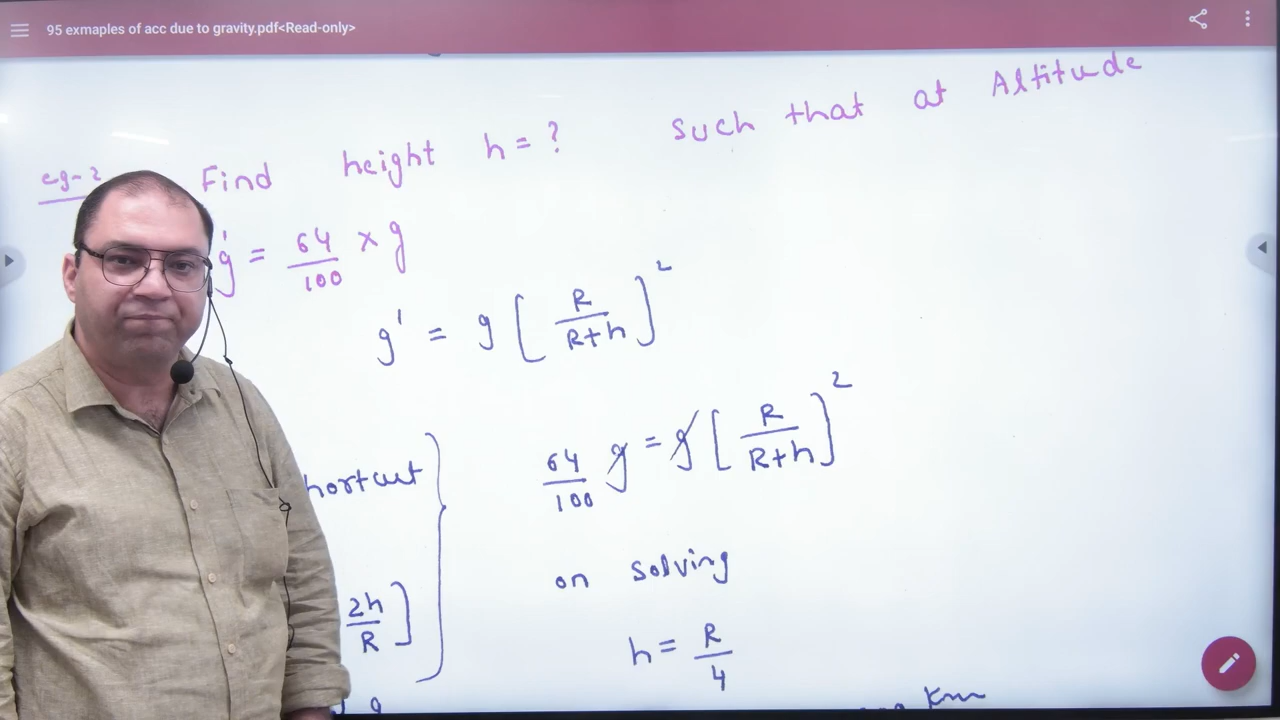 95 exmaples of acc due to gravity.pdf<Read-only>
eg-2 Find height h = ? such that at Altitude
g' = 64/100 × g
g' = g [ R/R+h ]²
64/100 g = g [ R/R+h ]²
hortcut
on solving
2h/R ]
h = R/4
Km